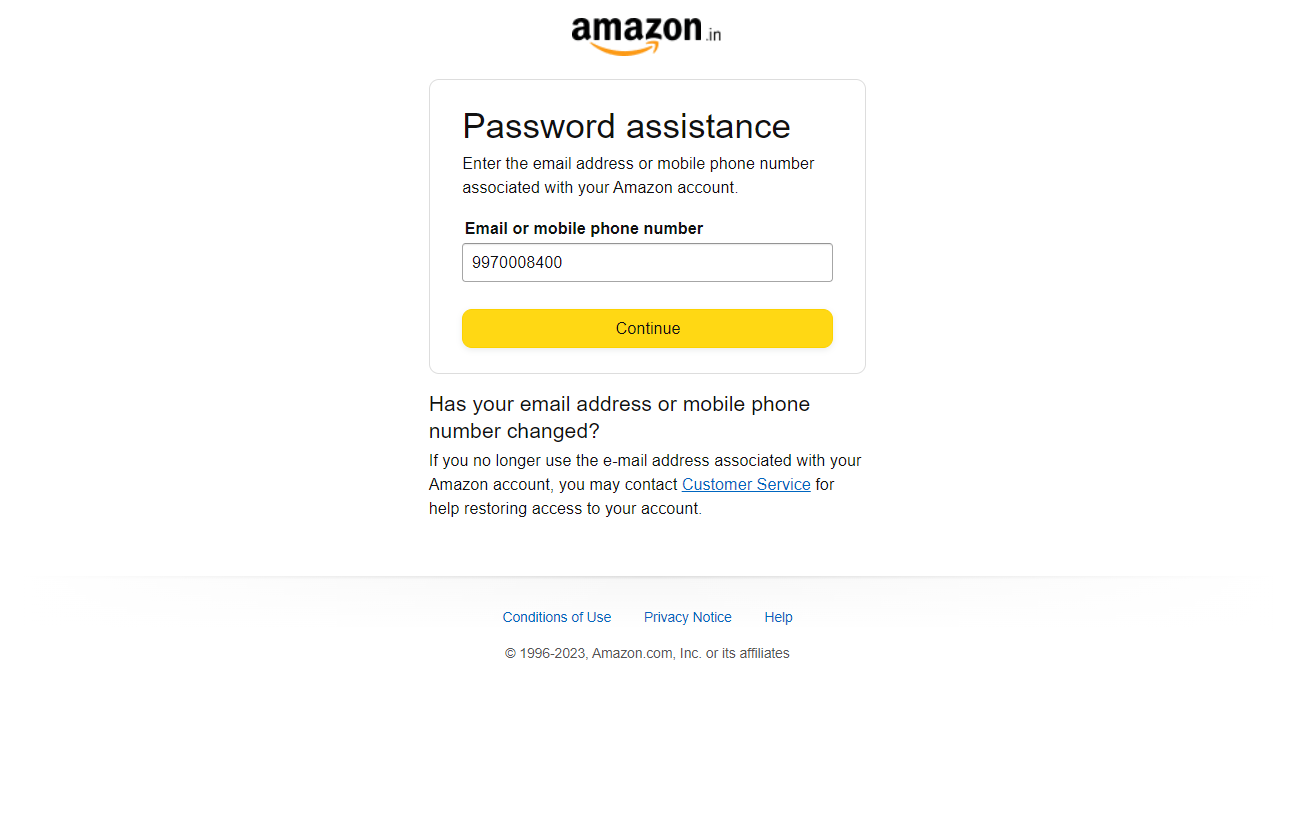 amazon.in
Password assistance
Enter the email address or mobile phone number
associated with your Amazon account.
Email or mobile phone number
9970008400
Continue
Has your email address or mobile phone
number changed?
If you no longer use the e-mail address associated with your
Amazon account, you may contact Customer Service for
help restoring access to your account.
Conditions of Use Privacy Notice Help
© 1996-2023, Amazon.com, Inc. or its affiliates